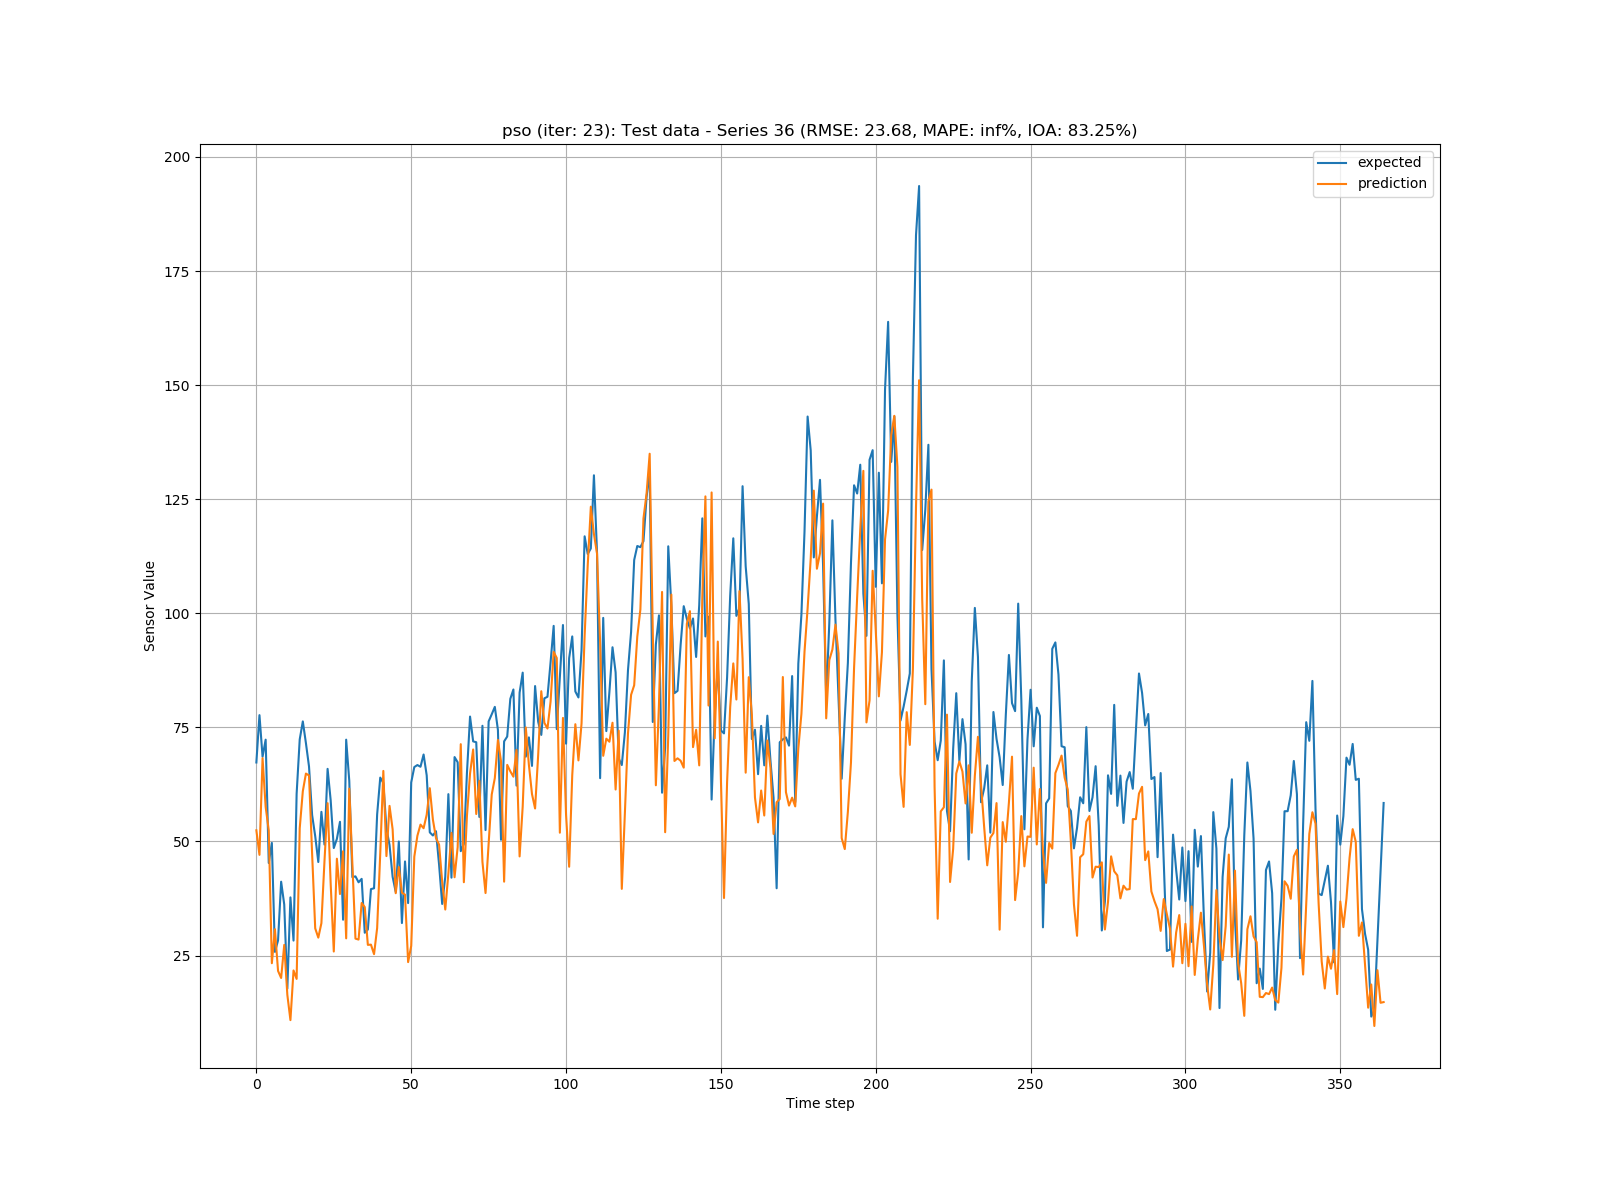 pso (iter: 23): Test data - Series 36 (RMSE: 23.68, MAPE: inf%, IOA: 83.25%)
expected
prediction
200
175
150
125
100
75
50
25
Sensor Value
0 50 100 150 200 250 300 350
Time step